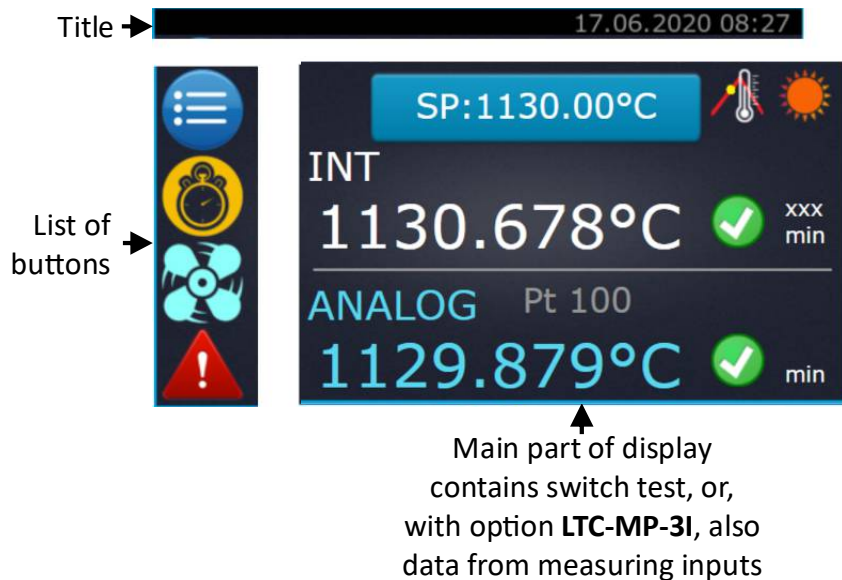 Title
17.06.2020 08:27
SP:1130.00°C
INT
1130.678°C
xxx
min
List of
buttons
ANALOG Pt 100
1129.879°C
min
Main part of display
contains switch test, or,
with option LTC-MP-3I, also
data from measuring inputs